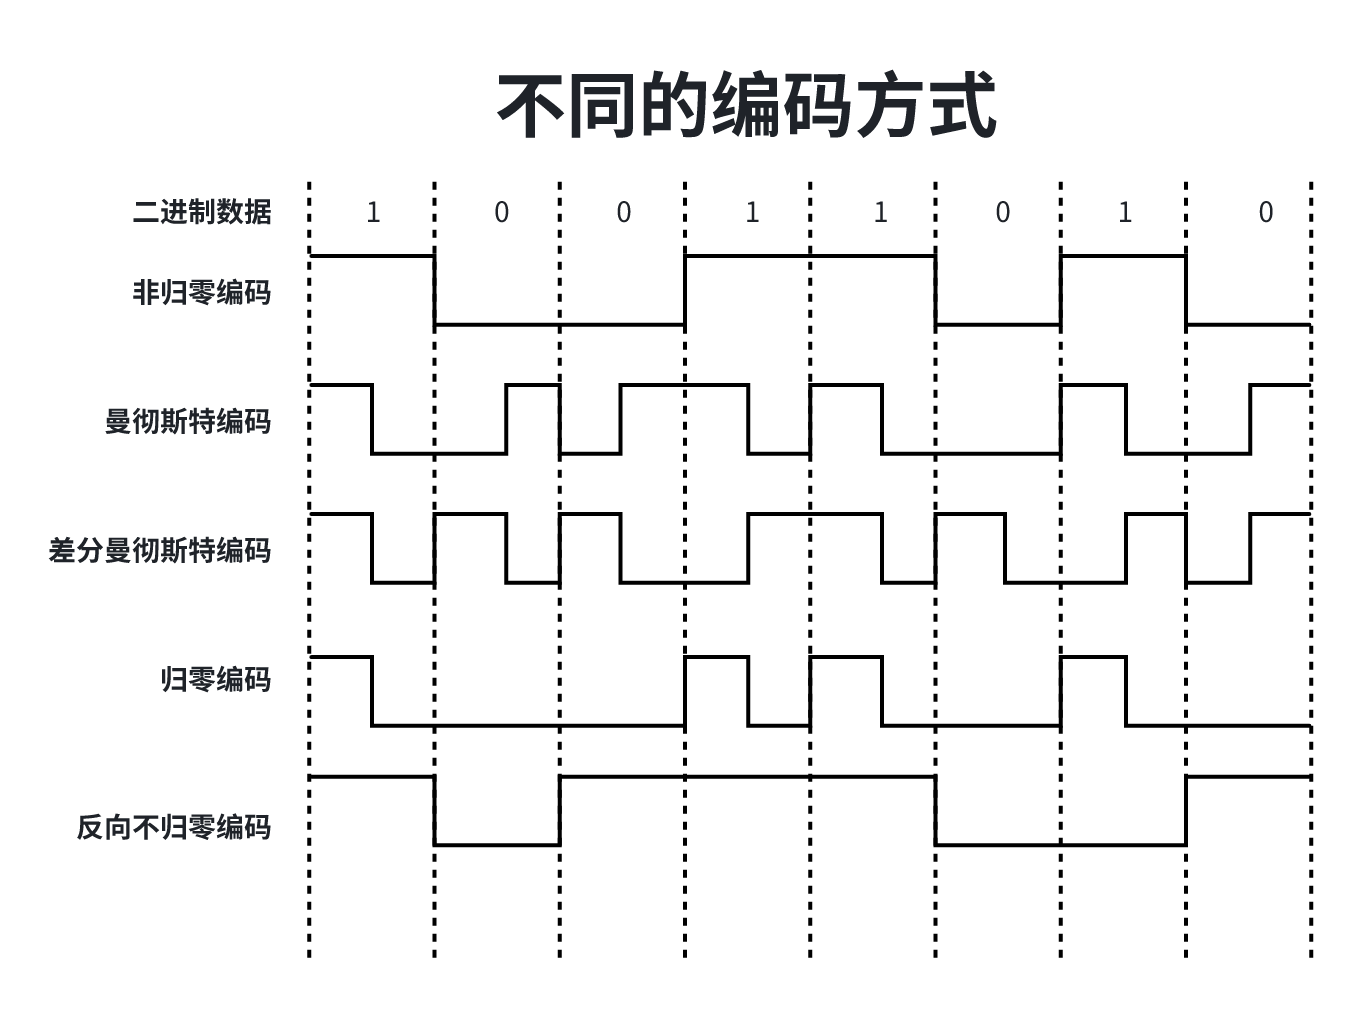 不同的编码方式
二进制数据 1 0 0 1 1 0 1 0
非归零编码
曼彻斯特编码
差分曼彻斯特编码
归零编码
反向不归零编码